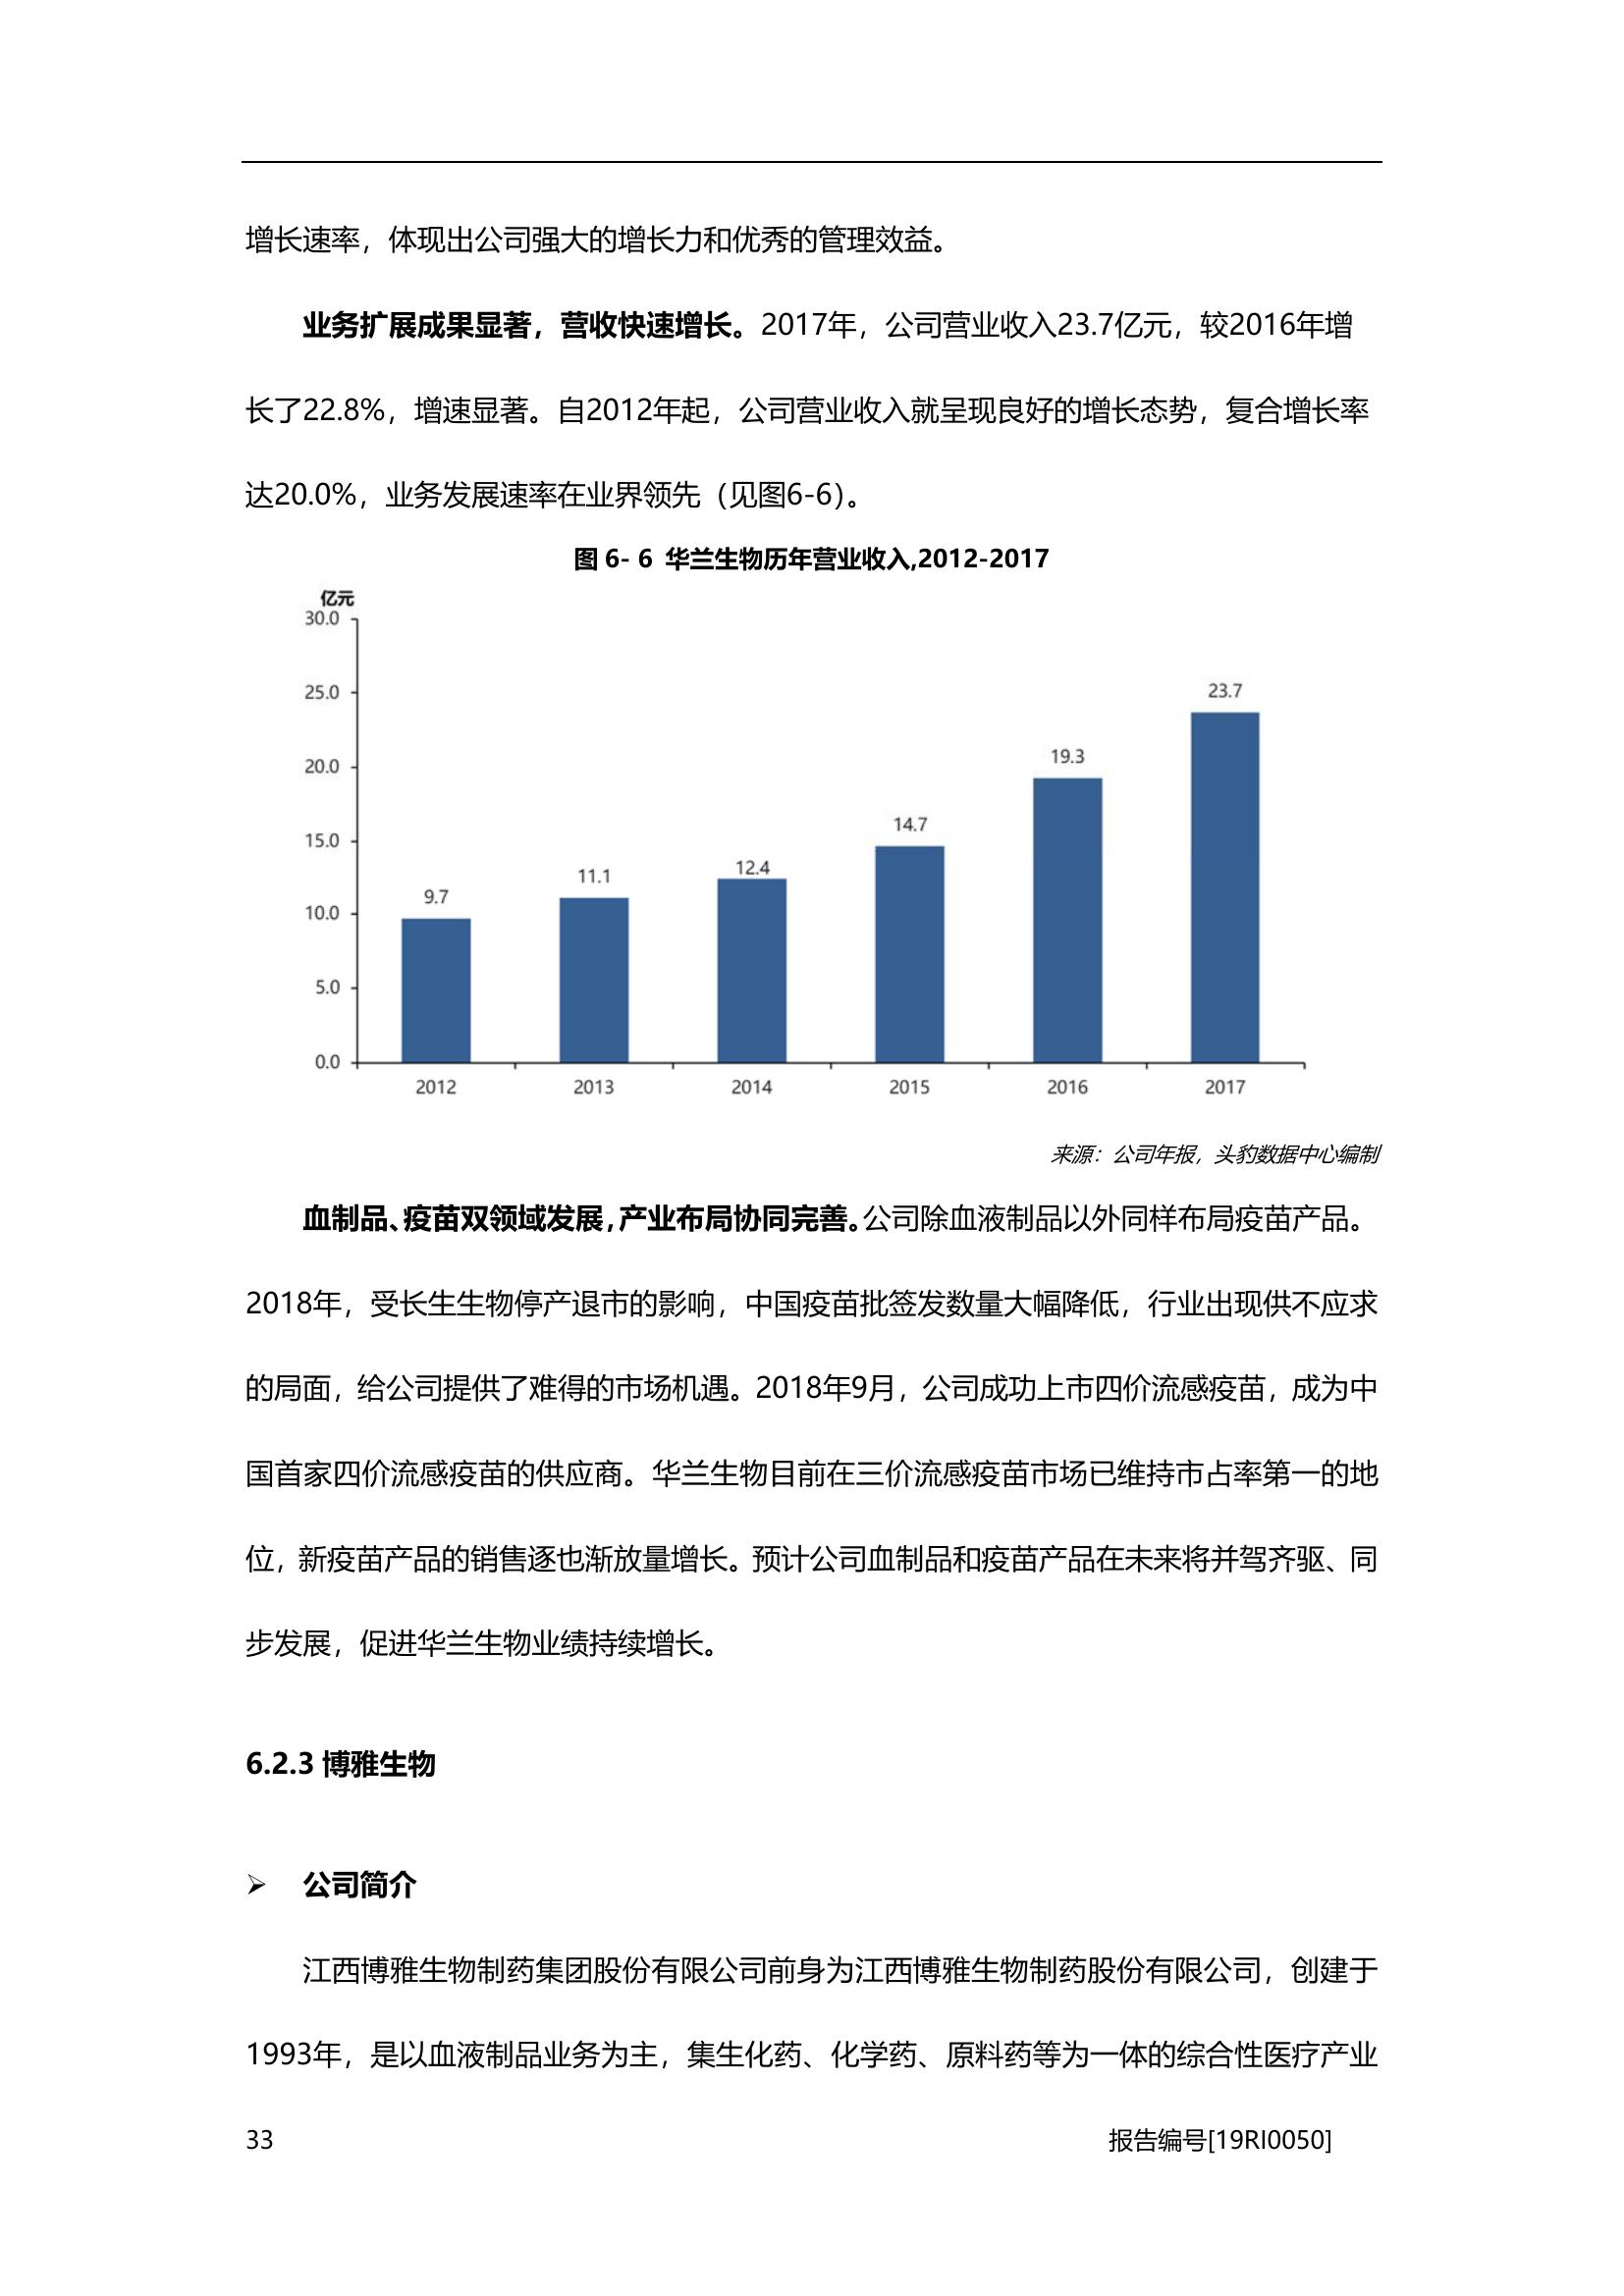 增长速率，体现出公司强大的增长力和优秀的管理效益。
业务扩展成果显著，营收快速增长。2017年，公司营业收入23.7亿元，较2016年增
长了22.8%，增速显著。自2012年起，公司营业收入就呈现良好的增长态势，复合增长率
达20.0%，业务发展速率在业界领先（见图6-6）。
图 6- 6 华兰生物历年营业收入,2012-2017
亿元
30.0
25.0
20.0
15.0
10.0
5.0
0.0
9.7
11.1
12.4
14.7
19.3
23.7
2012
2013
2014
2015
2016
2017
来源：公司年报，头豹数据中心编制
血制品、疫苗双领域发展，产业布局协同完善。公司除血液制品以外同样布局疫苗产品。
2018年，受长生生物停产退市的影响，中国疫苗批签发数量大幅降低，行业出现供不应求
的局面，给公司提供了难得的市场机遇。2018年9月，公司成功上市四价流感疫苗，成为中
国首家四价流感疫苗的供应商。华兰生物目前在三价流感疫苗市场已维持市占率第一的地
位，新疫苗产品的销售逐也渐放量增长。预计公司血制品和疫苗产品在未来将并驾齐驱、同
步发展，促进华兰生物业绩持续增长。
6.2.3 博雅生物
➢ 公司简介
江西博雅生物制药集团股份有限公司前身为江西博雅生物制药股份有限公司，创建于
1993年，是以血液制品业务为主，集生化药、化学药、原料药等为一体的综合性医疗产业
33
报告编号[19RI0050]